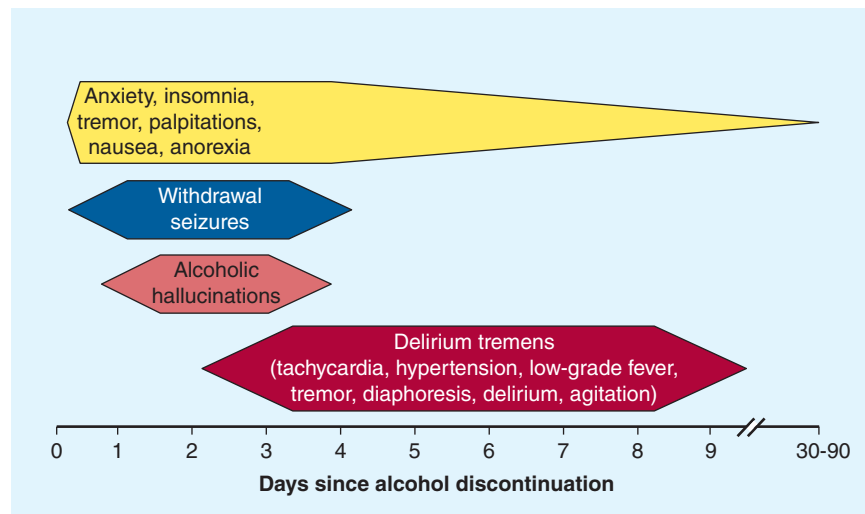 Anxiety, insomnia,
tremor, palpitations,
nausea, anorexia
Withdrawal
seizures
Alcoholic
hallucinations
Delirium tremens
(tachycardia, hypertension, low-grade fever,
tremor, diaphoresis, delirium, agitation)
0 1 2 3 4 5 6 7 8 9 30-90
Days since alcohol discontinuation